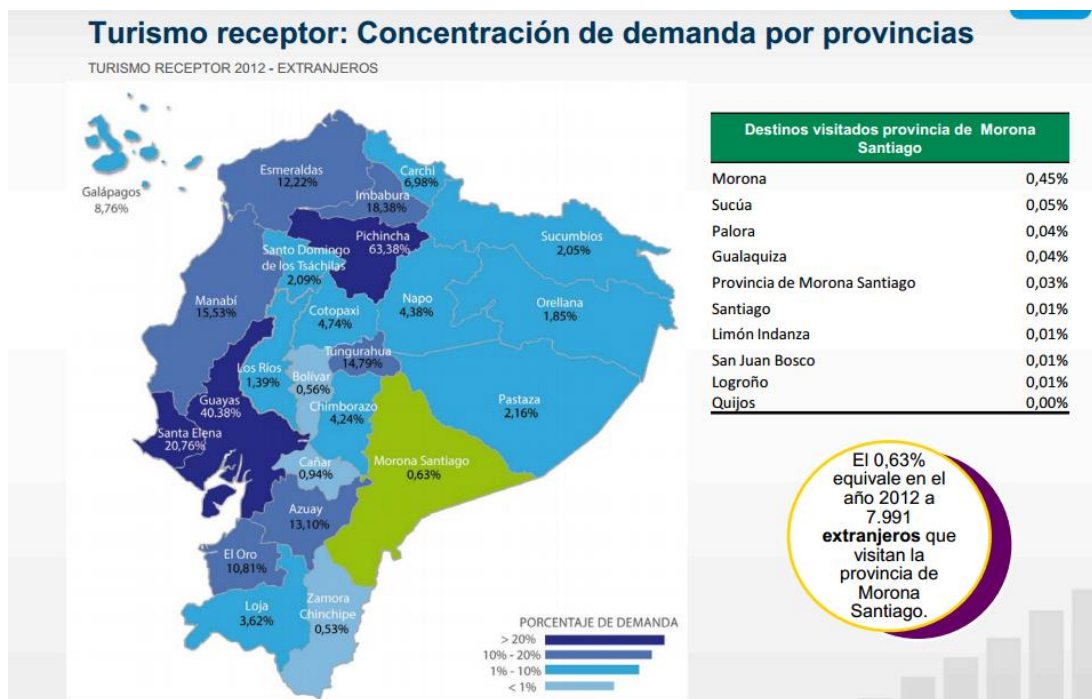 Turismo receptor: Concentración de demanda por provincias
TURISMO RECEPTOR 2012 - EXTRANJEROS
Galápagos
8,76%
Esmeraldas
12,22%
Carchi
6,98%
Imbabura
18,38%
Pichincha
63,38%
Santo Domingo
de los Tsáchilas
2,09%
Sucumbíos
2,05%
Manabí
15,53%
Cotopaxi
4,74%
Napo
4,38%
Orellana
1,85%
Tungurahua
14,79%
Los Ríos
1,39%
Bolívar
0,56%
Guayas
40.38%
Chimborazo
4,24%
Pastaza
2,16%
Santa Elena
20,76%
Cañar
0,94%
Morona Santiago
0,63%
Azuay
13,10%
El Oro
10,81%
Loja
3,62%
Zamora
Chinchipe
0,53%
PORCENTAJE DE DEMANDA
> 20%
10% - 20%
1% - 10%
< 1%
Destinos visitados provincia de Morona
Santiago
Morona 0,45%
Sucúa 0,05%
Palora 0,04%
Gualaquiza 0,04%
Provincia de Morona Santiago 0,03%
Santiago 0,01%
Limón Indanza 0,01%
San Juan Bosco 0,01%
Logroño 0,01%
Quijos 0,00%
El 0,63%
equivale en el
año 2012 a
7.991
extranjeros que
visitan la
provincia de
Morona
Santiago.